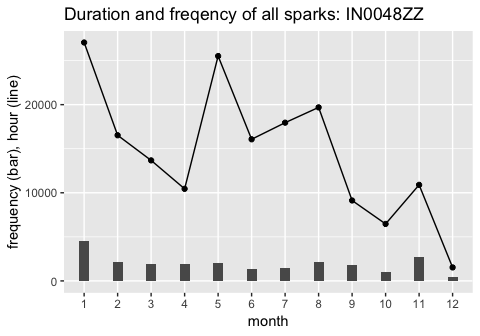 Duration and freqency of all sparks: IN0048ZZ
frequency (bar), hour (line)
20000
10000
0
1 2 3 4 5 6 7 8 9 10 11 12
month